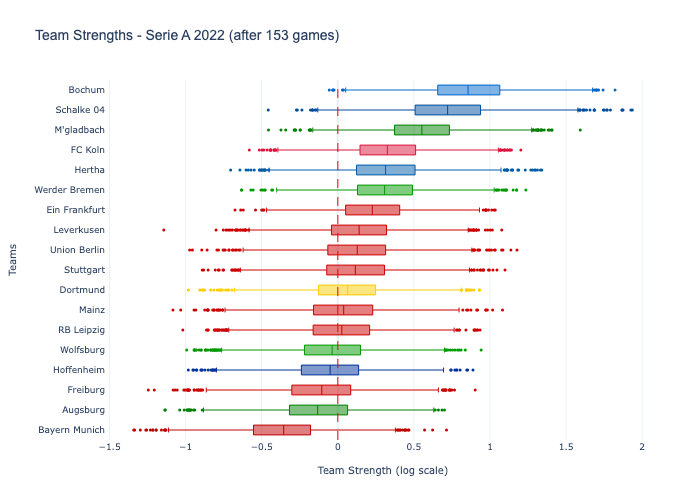 Team Strengths - Serie A 2022 (after 153 games)
Bochum
Schalke 04
M'gladbach
FC Koln
Hertha
Werder Bremen
Ein Frankfurt
Leverkusen
Union Berlin
Stuttgart
Dortmund
Mainz
RB Leipzig
Wolfsburg
Hoffenheim
Freiburg
Augsburg
Bayern Munich
Teams
−1.5 −1 −0.5 0 0.5 1 1.5 2
Team Strength (log scale)